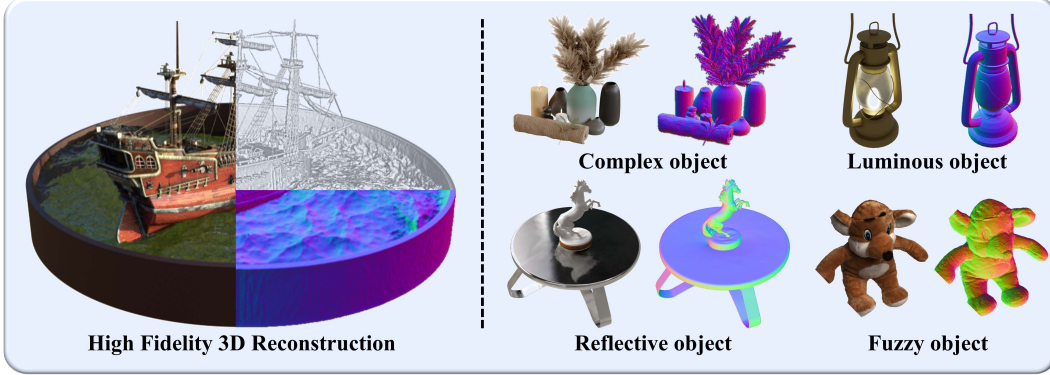 High Fidelity 3D Reconstruction
Complex object
Luminous object
Reflective object
Fuzzy object